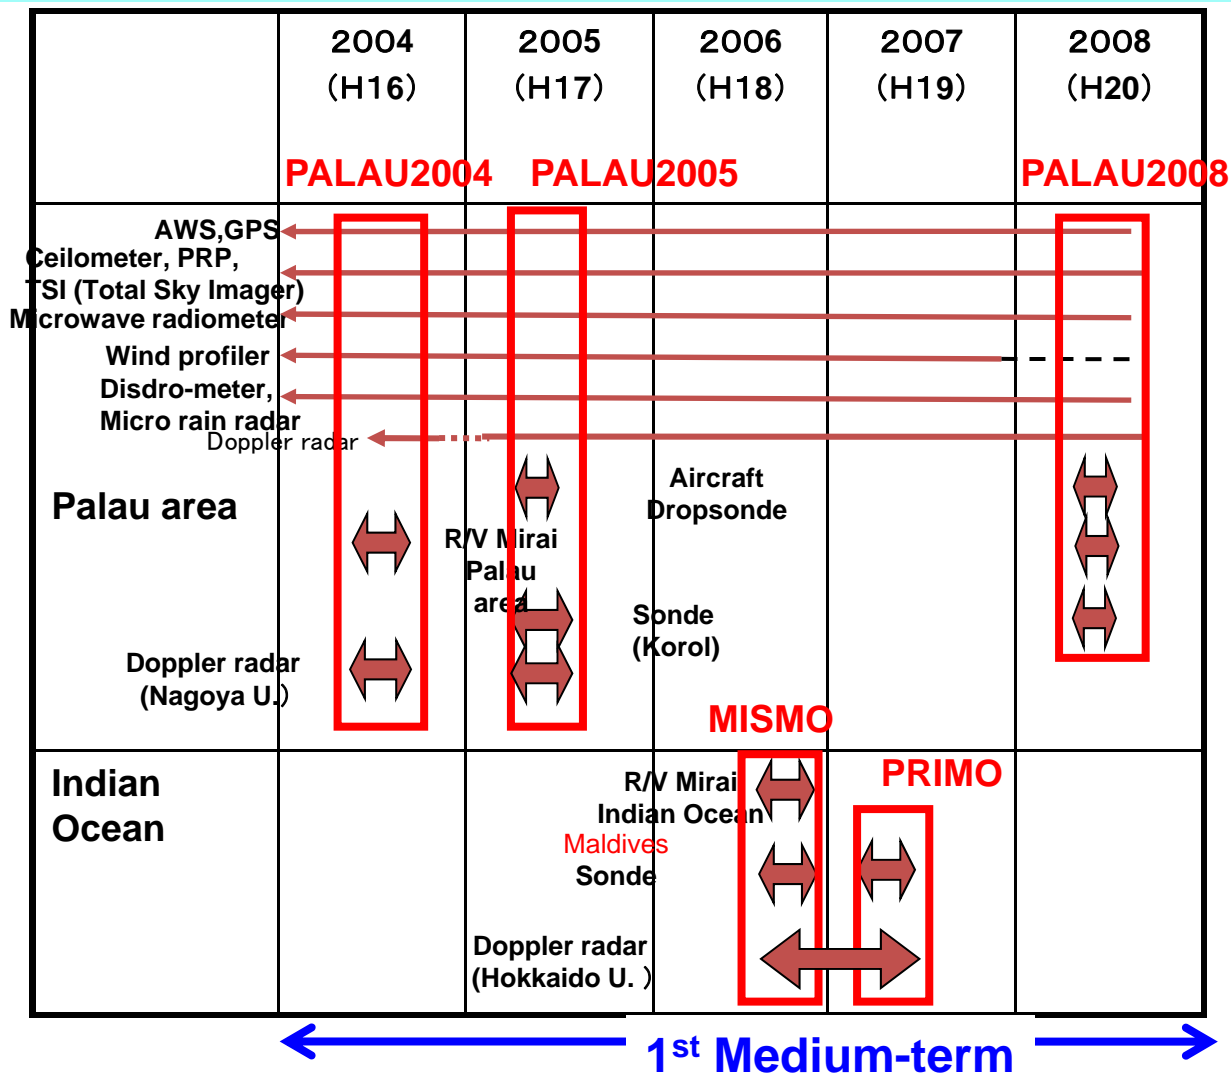 2004 2005 2006 2007 2008
（H16） （H17） （H18） （H19） （H20）
PALAU2004 PALAU2005 PALAU2008
AWS,GPS
Ceilometer, PRP,
TSI (Total Sky Imager)
Microwave radiometer
Wind profiler
Disdro-meter,
Micro rain radar
Doppler radar
Palau area
Aircraft
Dropsonde
R/V Mirai
Palau
area
Sonde
(Korol)
Doppler radar
(Nagoya U.）
MISMO
Indian
Ocean
PRIMO
R/V Mirai
Indian Ocean
Maldives
Sonde
Doppler radar
(Hokkaido U. ）
1st Medium-term